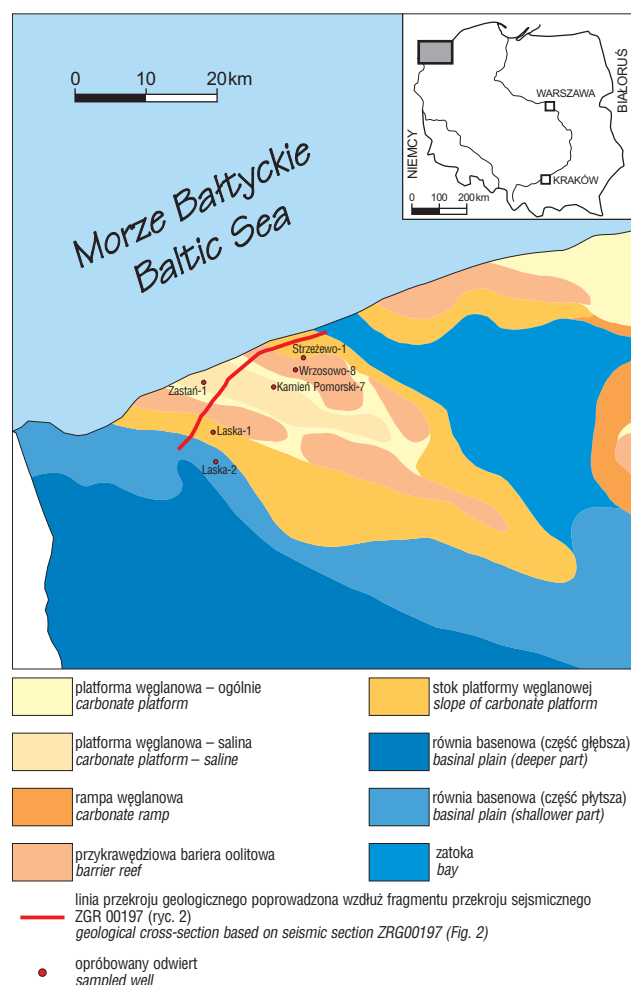 0 10 20 km
Morze Bałtyckie
Baltic Sea
NIEMCY
BIAŁORUŚ
WARSZAWA
KRAKÓW
0 100 200 km
Strzeżewo-1
Wrzosowo-8
Zastań-1
Kamień Pomorski-7
Laska-1
Laska-2
platforma węglanowa – ogólnie
carbonate platform
platforma węglanowa – salina
carbonate platform – saline
rampa węglanowa
carbonate ramp
przykrawędziowa bariera oolitowa
barrier reef
stok platformy węglanowej
slope of carbonate platform
równia basenowa (część głębsza)
basinal plain (deeper part)
równia basenowa (część płytsza)
basinal plain (shallower part)
zatoka
bay
linia przekroju geologicznego poprowadzona wzdłuż fragmentu przekroju sejsmicznego
ZGR 00197 (ryc. 2)
geological cross-section based on seismic section ZRG00197 (Fig. 2)
opróbowany odwiert
sampled well